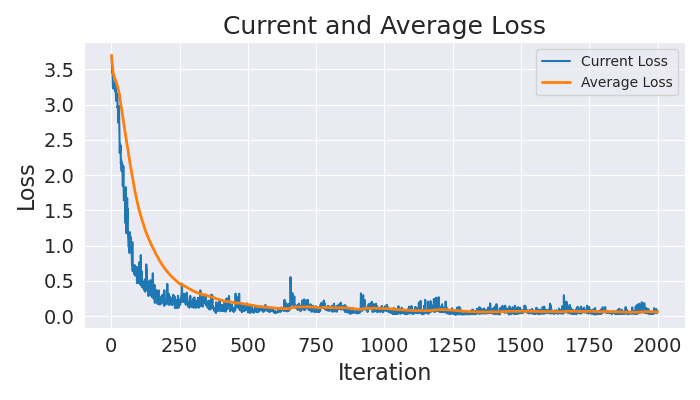 Current and Average Loss
Current Loss
Average Loss
3.5
3.0
2.5
2.0
1.5
1.0
0.5
0.0
Loss
0 250 500 750 1000 1250 1500 1750 2000
Iteration